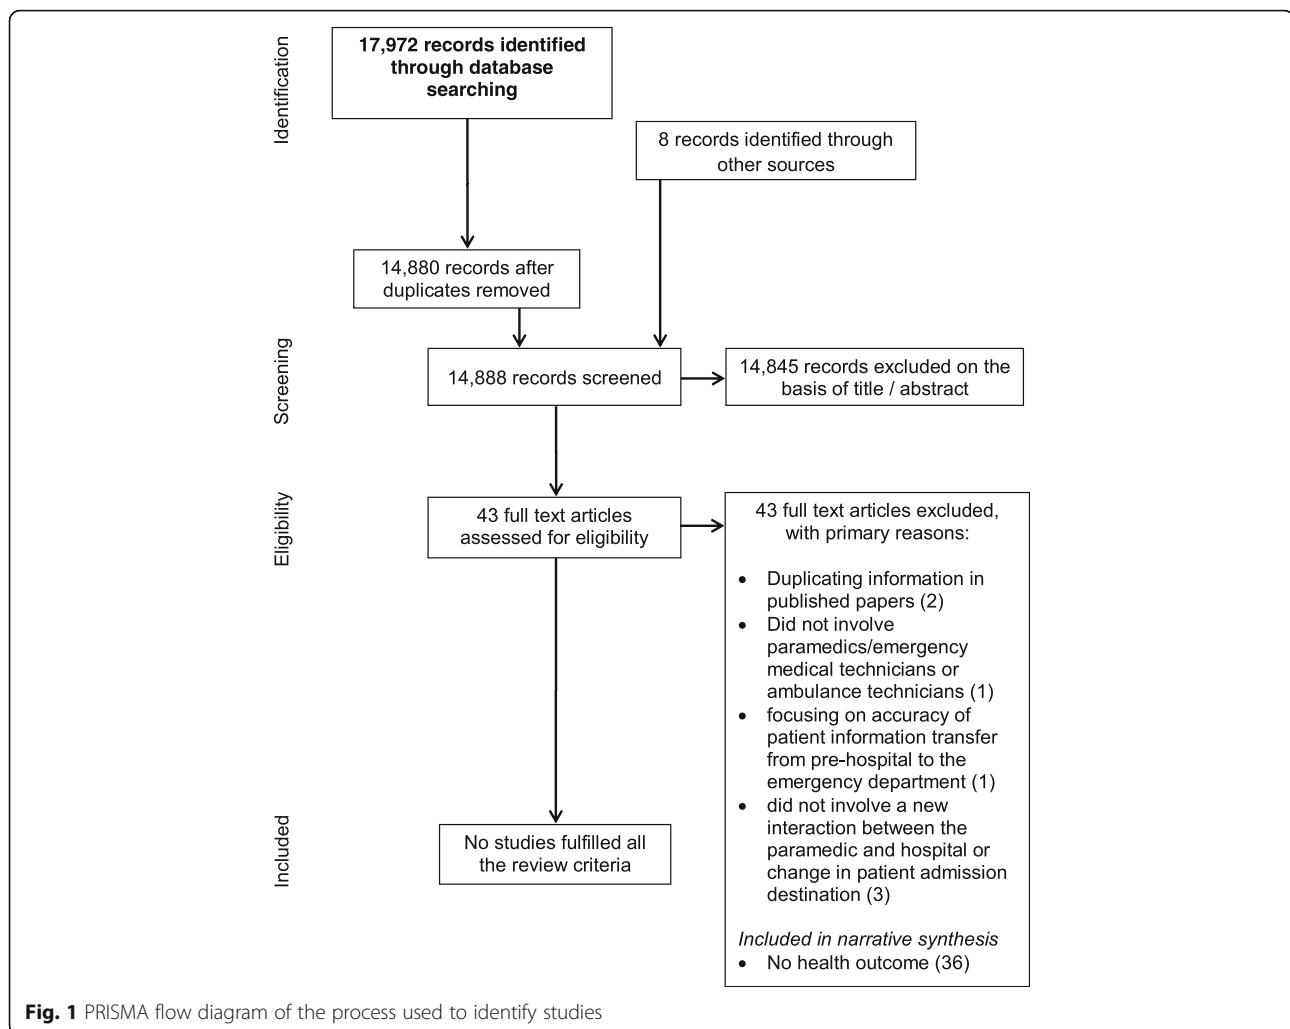 Identification
17,972 records identified
through database
searching
8 records identified through
other sources
14,880 records after
duplicates removed
Screening
14,888 records screened
14,845 records excluded on the
basis of title / abstract
Eligibility
43 full text articles
assessed for eligibility
43 full text articles excluded,
with primary reasons:
• Duplicating information in
published papers (2)
• Did not involve
paramedics/emergency
medical technicians or
ambulance technicians (1)
• focusing on accuracy of
patient information transfer
from pre-hospital to the
emergency department (1)
• did not involve a new
interaction between the
paramedic and hospital or
change in patient admission
destination (3)
Included in narrative synthesis
• No health outcome (36)
Included
No studies fulfilled all
the review criteria
Fig. 1 PRISMA flow diagram of the process used to identify studies